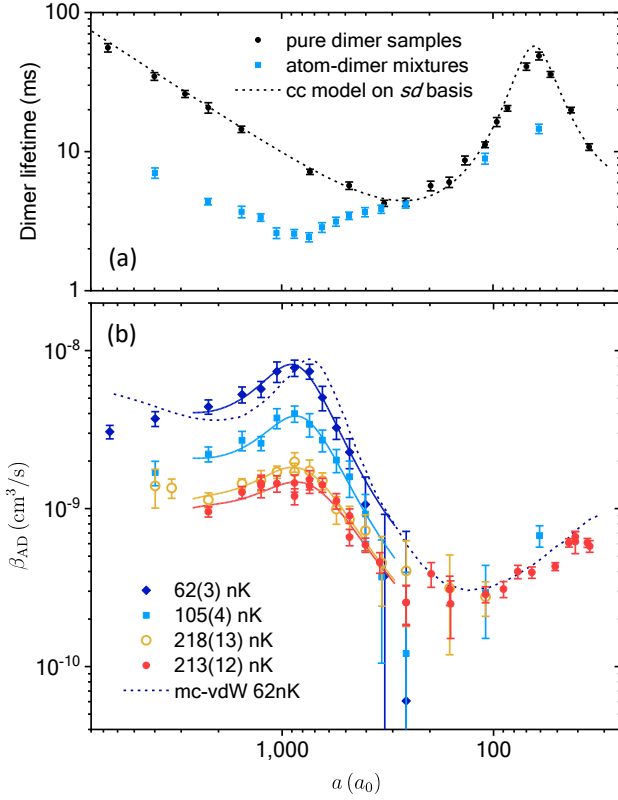 100
10
1
Dimer lifetime (ms)
pure dimer samples
atom-dimer mixtures
cc model on sd basis
(a)
(b)
10⁻⁸
10⁻⁹
10⁻¹⁰
β_AD (cm³/s)
62(3) nK
105(4) nK
218(13) nK
213(12) nK
mc-vdW 62nK
1,000
100
a (a₀)